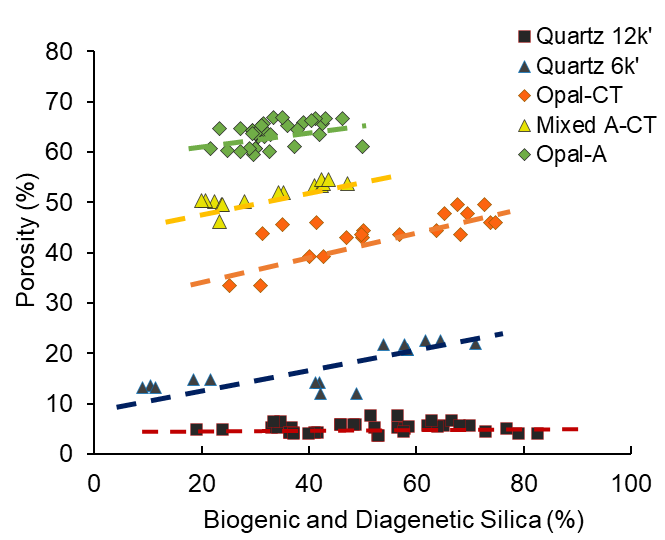 Quartz 12k'
Quartz 6k'
Opal-CT
Mixed A-CT
Opal-A
Porosity (%)
80
70
60
50
40
30
20
10
0
0 20 40 60 80 100
Biogenic and Diagenetic Silica (%)